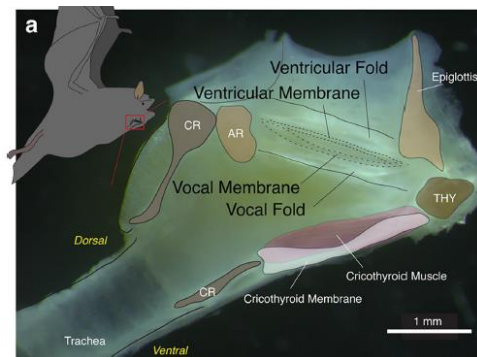 a
Ventricular Fold
Ventricular Membrane
Epiglottis
CR
AR
Vocal Membrane
Vocal Fold
THY
Dorsal
Cricothyroid Muscle
CR
Cricothyroid Membrane
1 mm
Trachea
Ventral